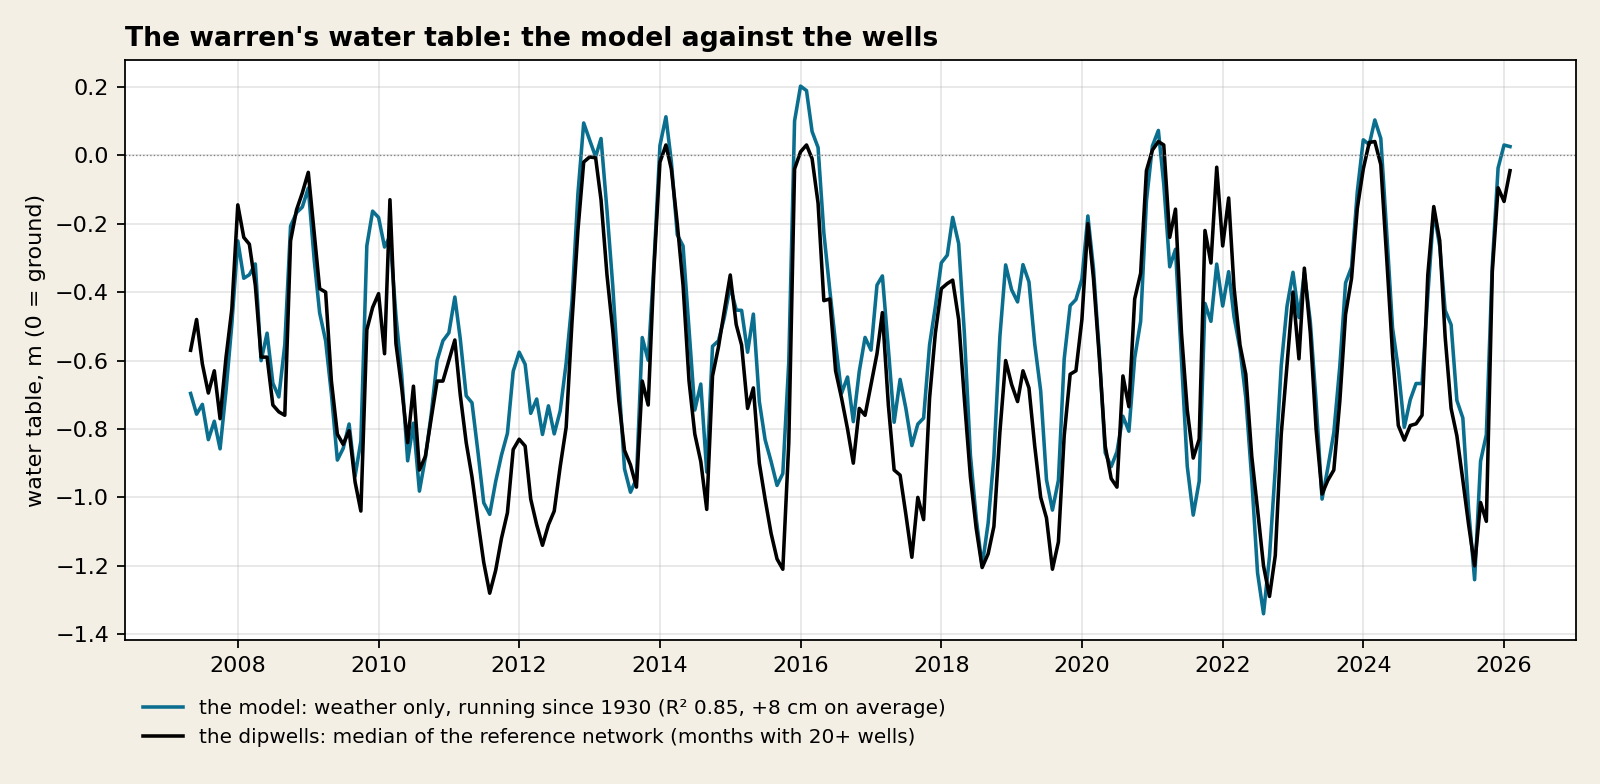 The warren's water table: the model against the wells
water table, m (0 = ground)
0.2
0.0
−0.2
−0.4
−0.6
−0.8
−1.0
−1.2
−1.4
2008 2010 2012 2014 2016 2018 2020 2022 2024 2026
the model: weather only, running since 1930 (R² 0.85, +8 cm on average)
the dipwells: median of the reference network (months with 20+ wells)